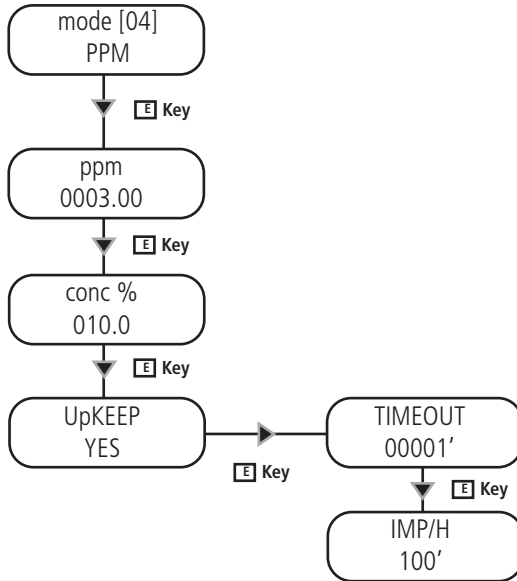 mode [04]
PPM
E Key
ppm
0003.00
E Key
conc %
010.0
E Key
UpKEEP
YES
E Key
TIMEOUT
00001’
E Key
IMP/H
100’